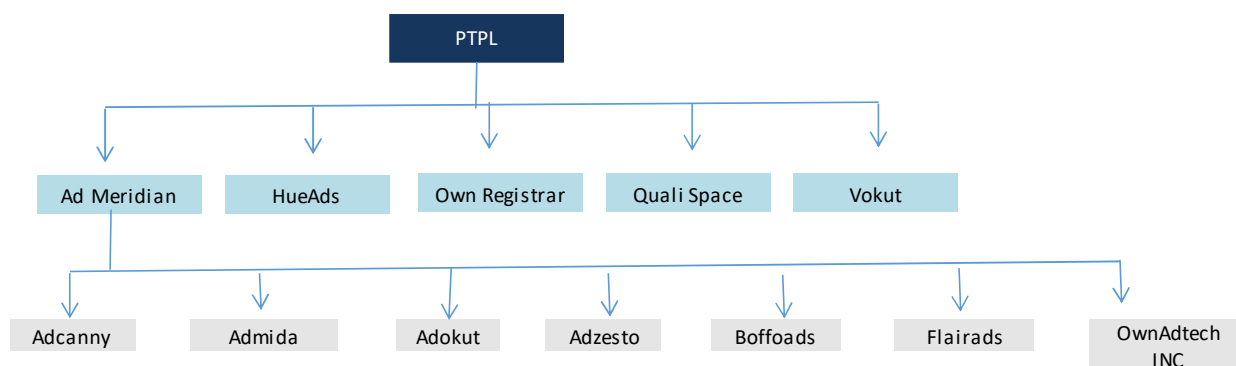 PTPL
Ad Meridian
HueAds
Own Registrar
Quali Space
Vokut
Adcanny
Admida
Adokut
Adzesto
Boffoads
Flairads
OwnAdtech
INC